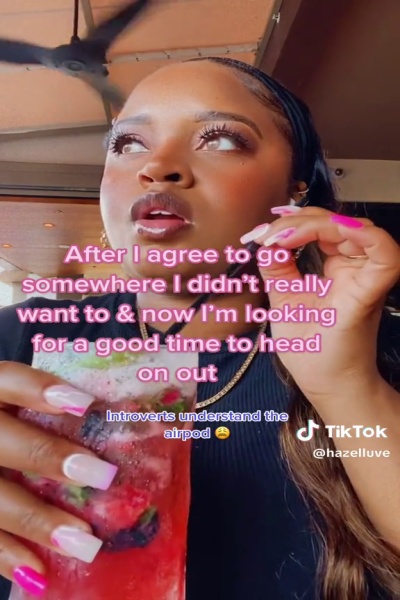 After I agree to go
somewhere I didn't really
want to & now I'm looking
for a good time to head
on out
Introverts understand the
airpod 😩
TikTok
@hazelluve